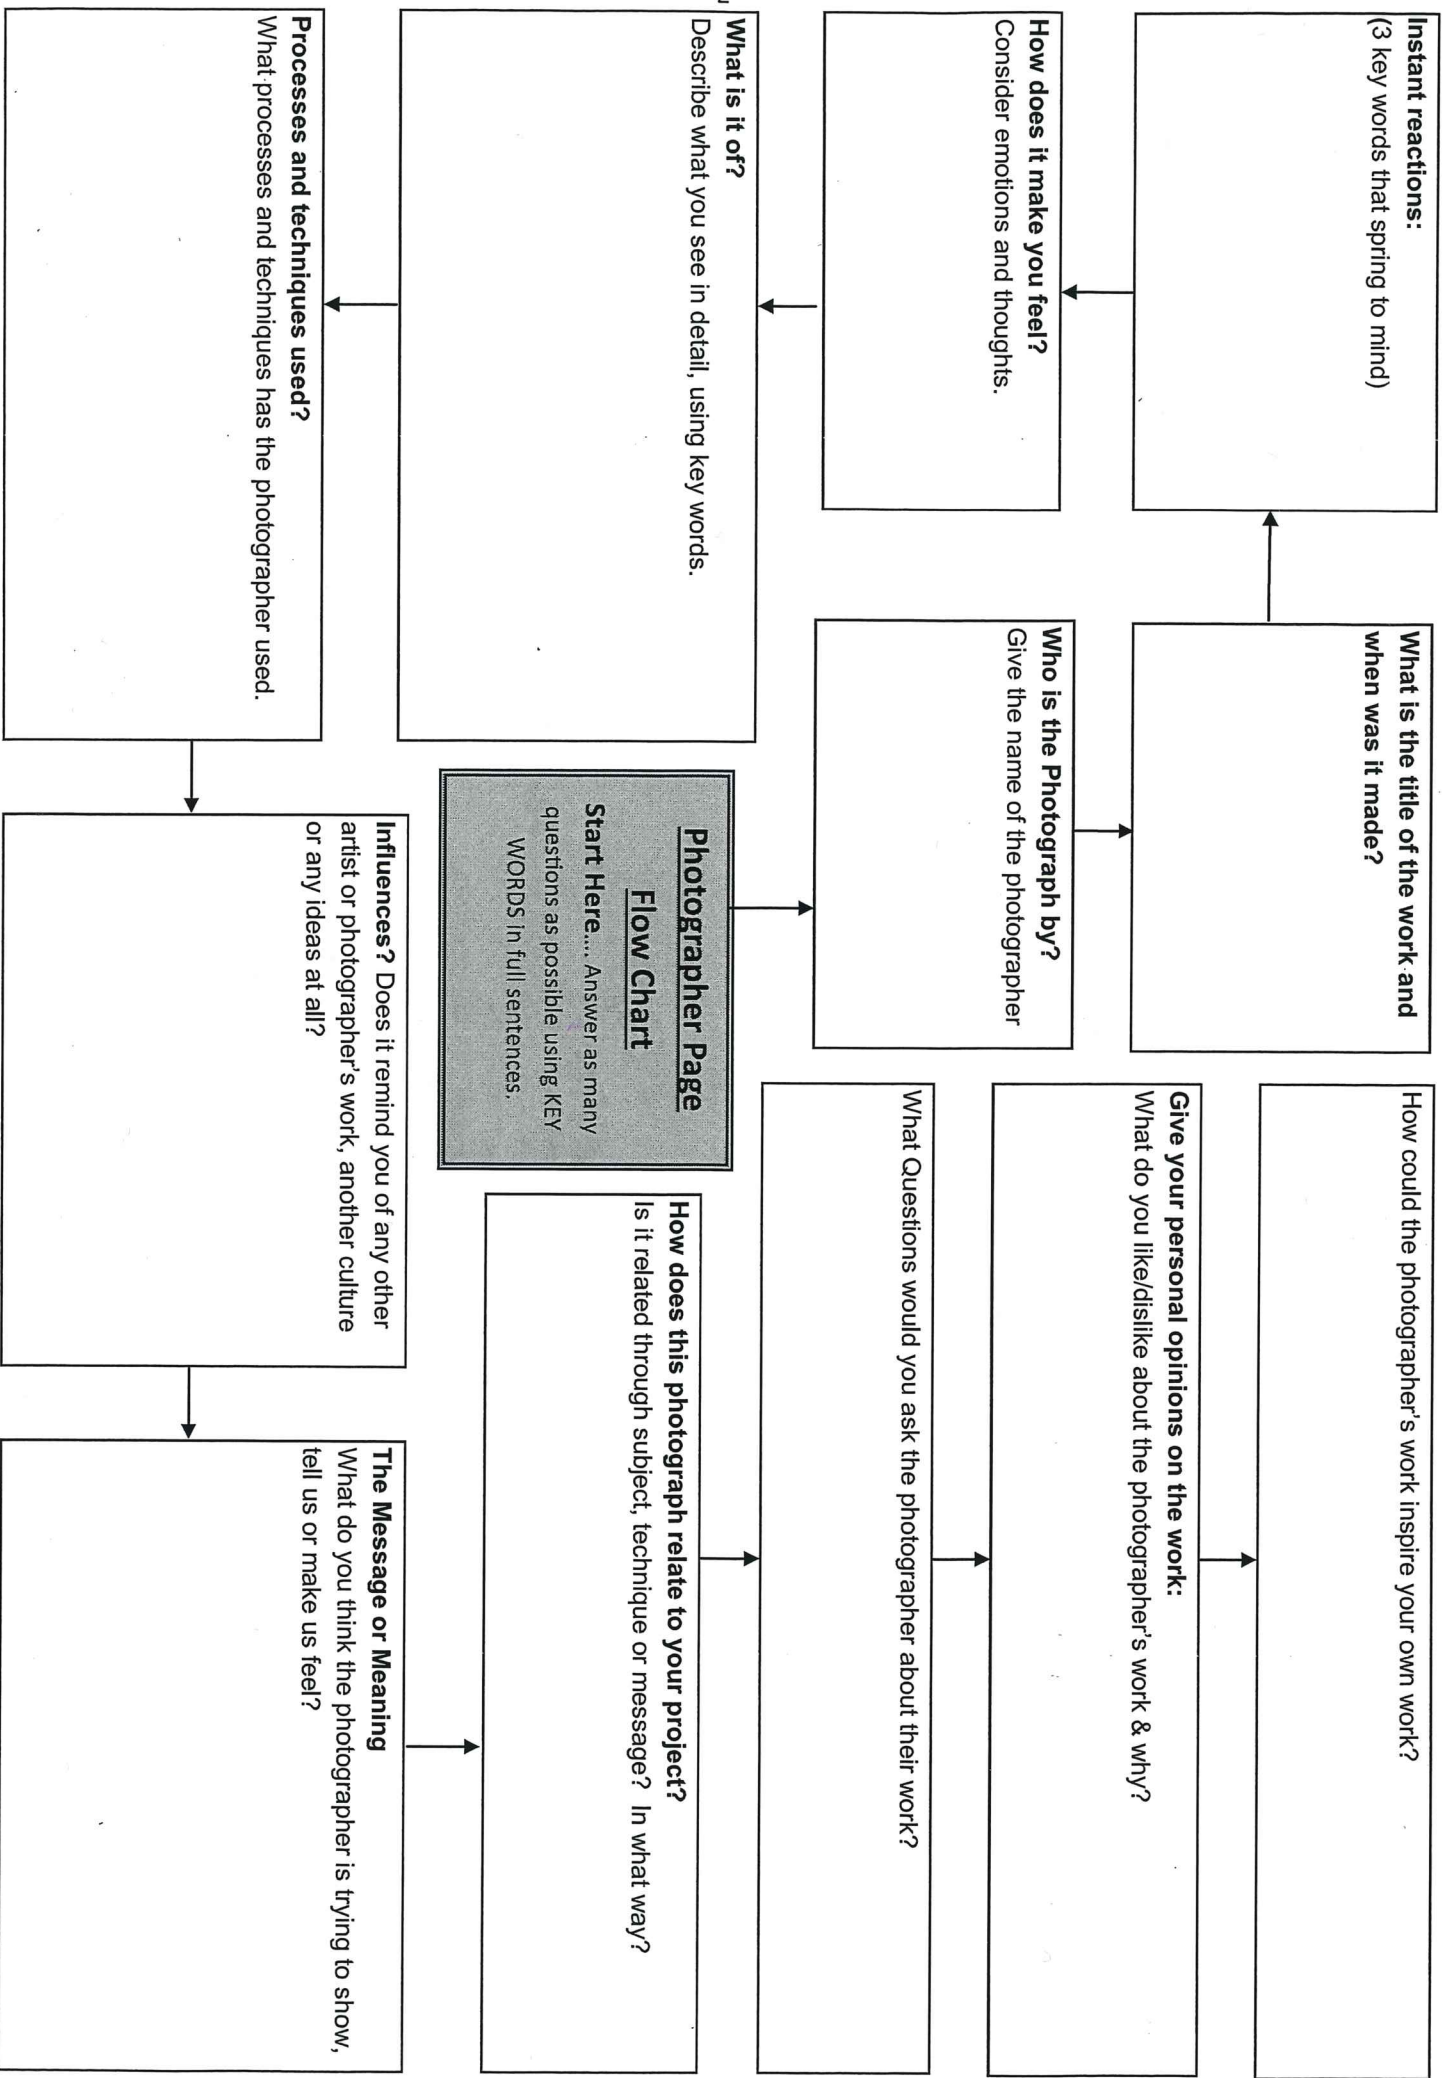 Photographer Page
Flow Chart
Start Here.... Answer as many
questions as possible using KEY
WORDS in full sentences.
Who is the Photograph by?
Give the name of the photographer
What is the title of the work and
when was it made?
Instant reactions:
(3 key words that spring to mind)
How does it make you feel?
Consider emotions and thoughts.
What is it of?
Describe what you see in detail, using key words.
Processes and techniques used?
What processes and techniques has the photographer used.
Influences? Does it remind you of any other
artist or photographer's work, another culture
or any ideas at all?
The Message or Meaning
What do you think the photographer is trying to show,
tell us or make us feel?
How does this photograph relate to your project?
Is it related through subject, technique or message? In what way?
What Questions would you ask the photographer about their work?
Give your personal opinions on the work:
What do you like/dislike about the photographer's work & why?
How could the photographer's work inspire your own work?